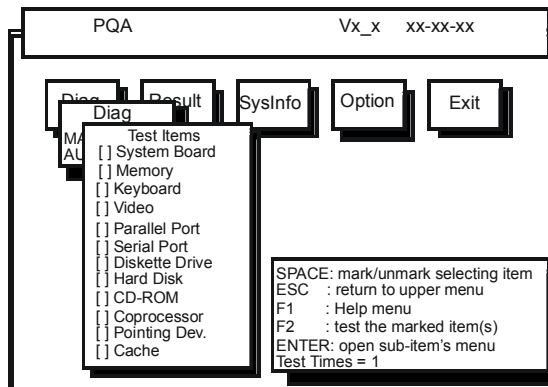 PQA Vx_x xx-xx-xx
Diag Result SysInfo Option Exit
Diag
MA
AU
Test Items
[ ] System Board
[ ] Memory
[ ] Keyboard
[ ] Video
[ ] Parallel Port
[ ] Serial Port
[ ] Diskette Drive
[ ] Hard Disk
[ ] CD-ROM
[ ] Coprocessor
[ ] Pointing Dev.
[ ] Cache
SPACE: mark/unmark selecting item
ESC : return to upper menu
F1 : Help menu
F2 : test the marked item(s)
ENTER: open sub-item's menu
Test Times = 1